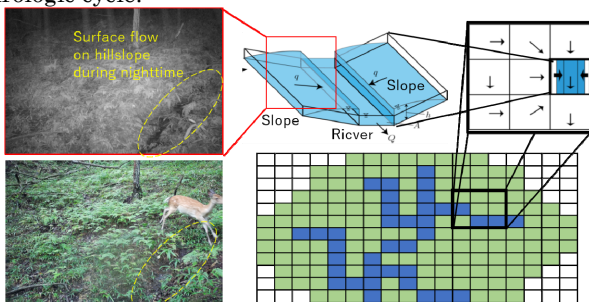 rologic cycle.
Surface flow
on hillslope
during nighttime
q
q
Slope
Slope
Ricver
h
A
Q